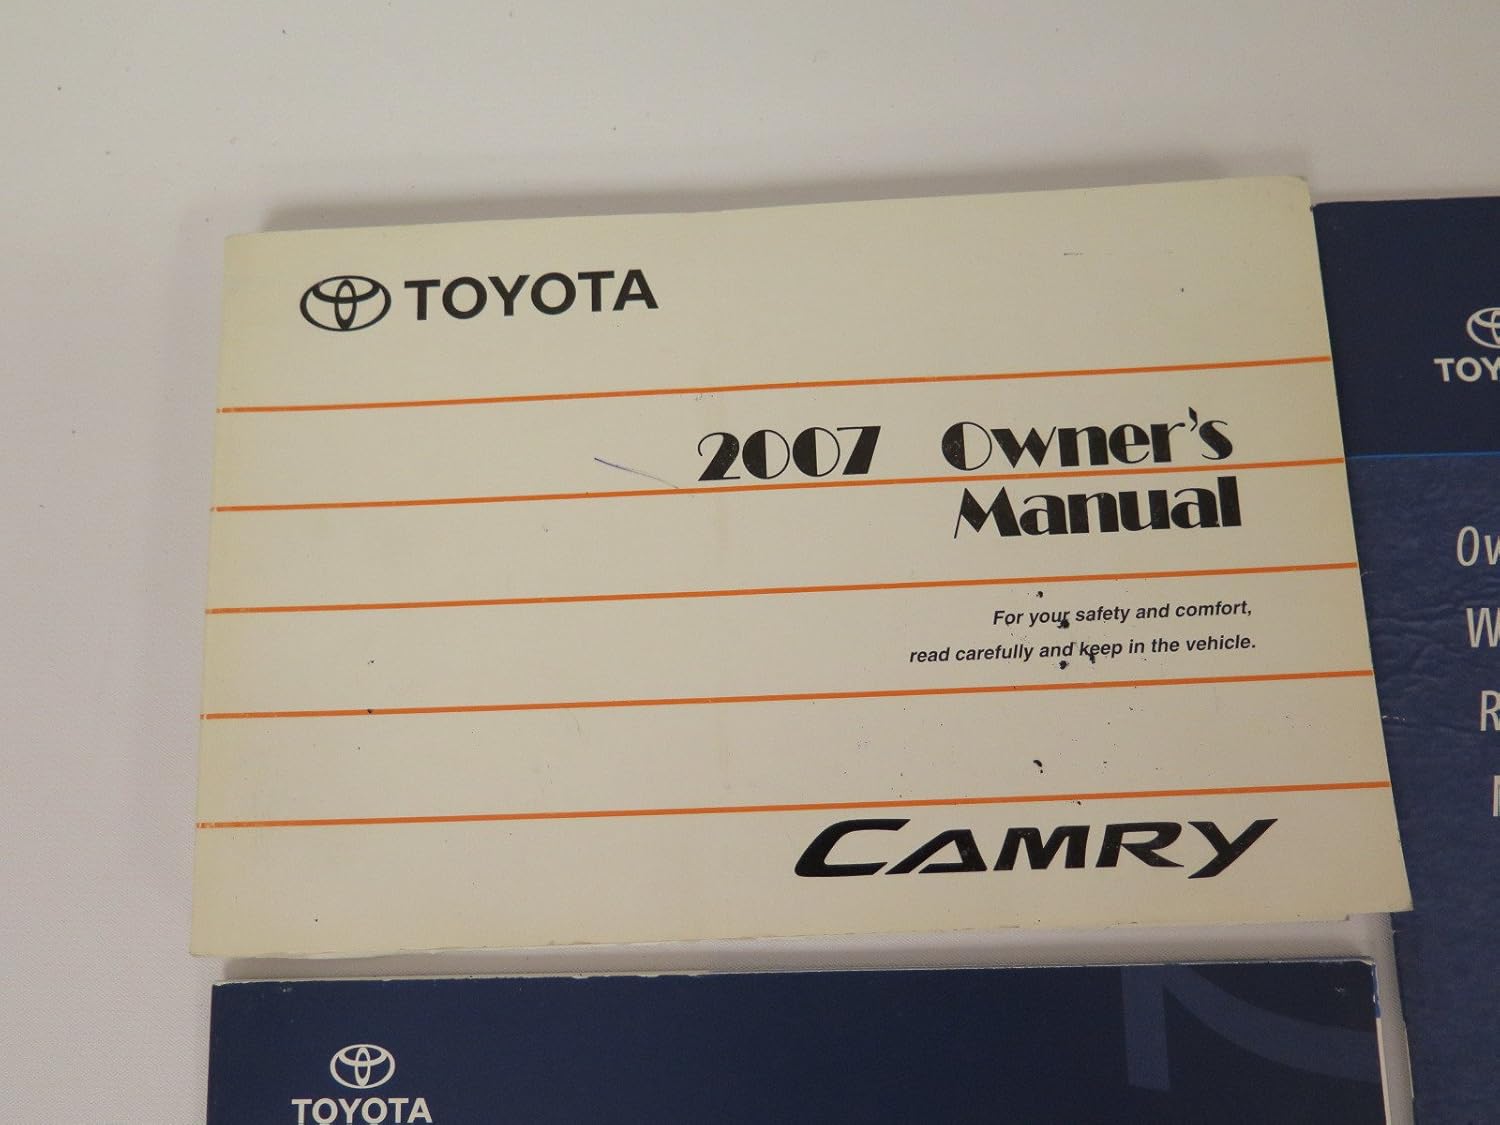 TOYOTA
2007 Owner's
Manual
For your safety and comfort,
read carefully and keep in the vehicle.
CAMRY
TOYOTA